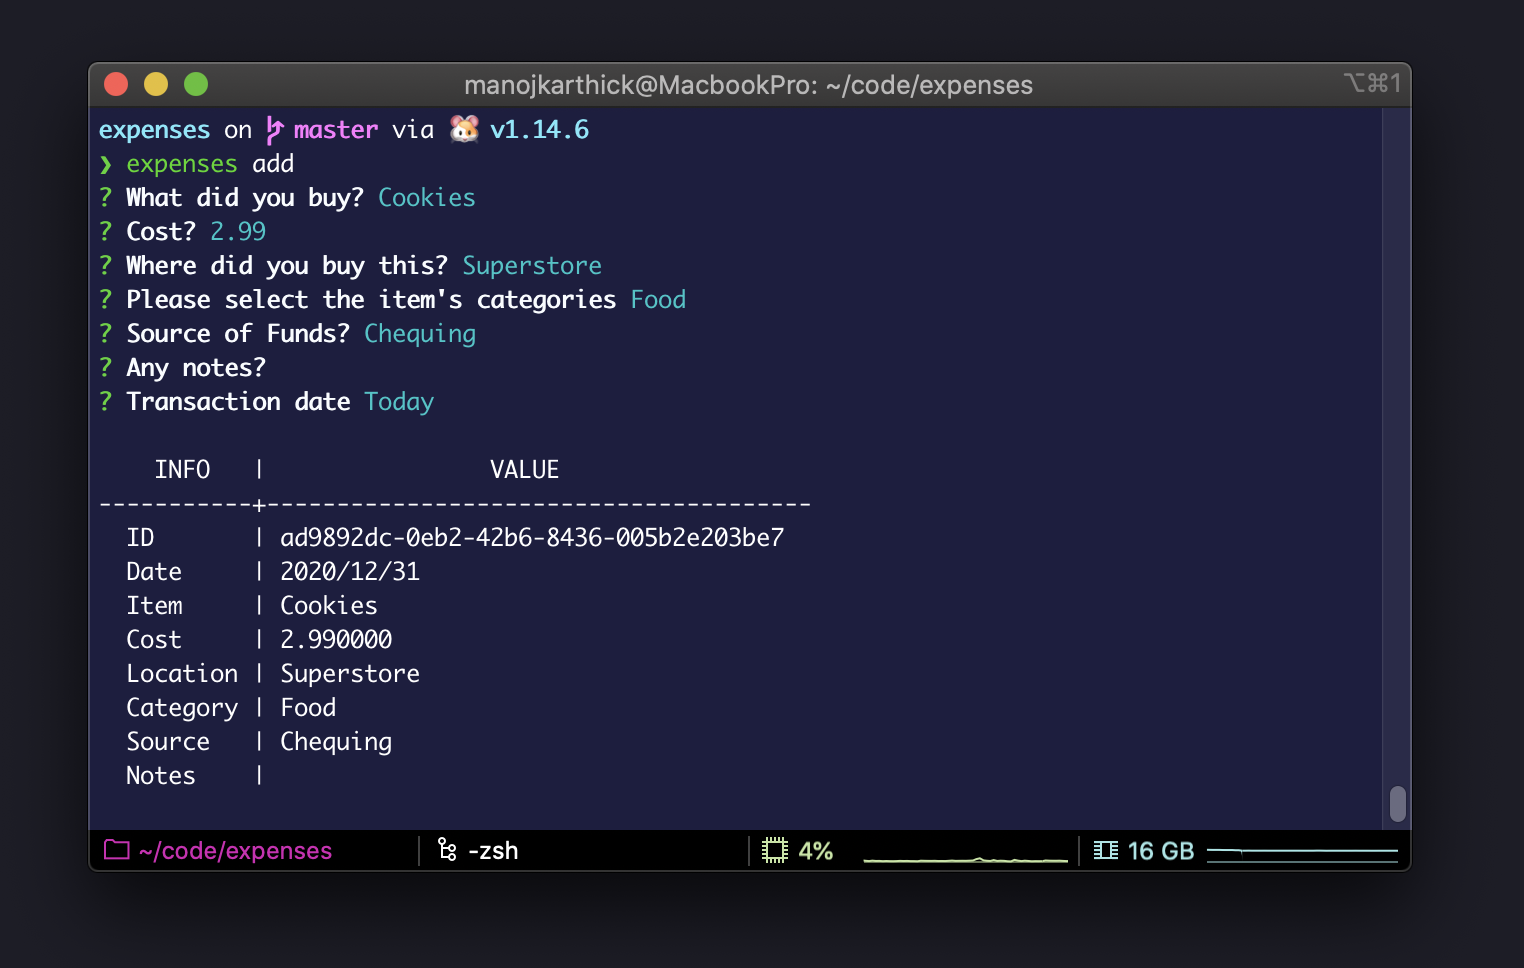 manojkarthick@MacbookPro: ~/code/expenses
⌥⌘1
expenses on master via 🐹 v1.14.6
❯ expenses add
? What did you buy? Cookies
? Cost? 2.99
? Where did you buy this? Superstore
? Please select the item's categories Food
? Source of Funds? Chequing
? Any notes?
? Transaction date Today
INFO | VALUE
-----------+---------------------------------------
ID | ad9892dc-0eb2-42b6-8436-005b2e203be7
Date | 2020/12/31
Item | Cookies
Cost | 2.990000
Location | Superstore
Category | Food
Source | Chequing
Notes |
~/code/expenses -zsh 4% 16 GB